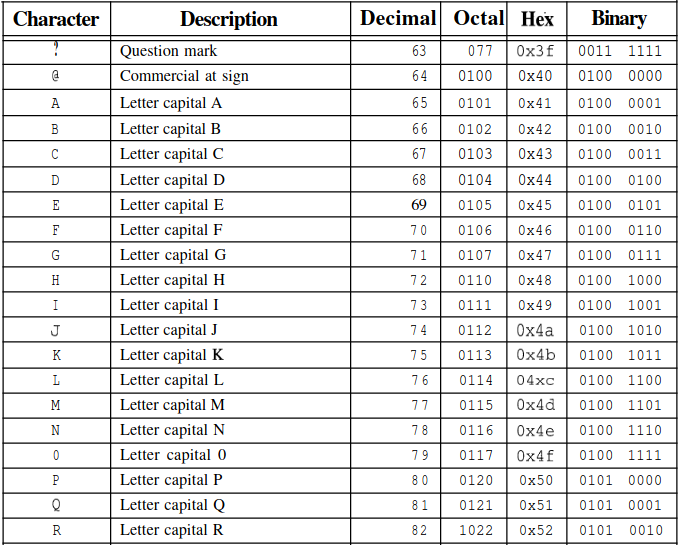 Character Description Decimal Octal Hex Binary
? Question mark 63 077 0x3f 0011 1111
@ Commercial at sign 64 0100 0x40 0100 0000
A Letter capital A 65 0101 0x41 0100 0001
B Letter capital B 66 0102 0x42 0100 0010
C Letter capital C 67 0103 0x43 0100 0011
D Letter capital D 68 0104 0x44 0100 0100
E Letter capital E 69 0105 0x45 0100 0101
F Letter capital F 70 0106 0x46 0100 0110
G Letter capital G 71 0107 0x47 0100 0111
H Letter capital H 72 0110 0x48 0100 1000
I Letter capital I 73 0111 0x49 0100 1001
J Letter capital J 74 0112 0x4a 0100 1010
K Letter capital K 75 0113 0x4b 0100 1011
L Letter capital L 76 0114 04xc 0100 1100
M Letter capital M 77 0115 0x4d 0100 1101
N Letter capital N 78 0116 0x4e 0100 1110
0 Letter capital 0 79 0117 0x4f 0100 1111
P Letter capital P 80 0120 0x50 0101 0000
Q Letter capital Q 81 0121 0x51 0101 0001
R Letter capital R 82 1022 0x52 0101 0010